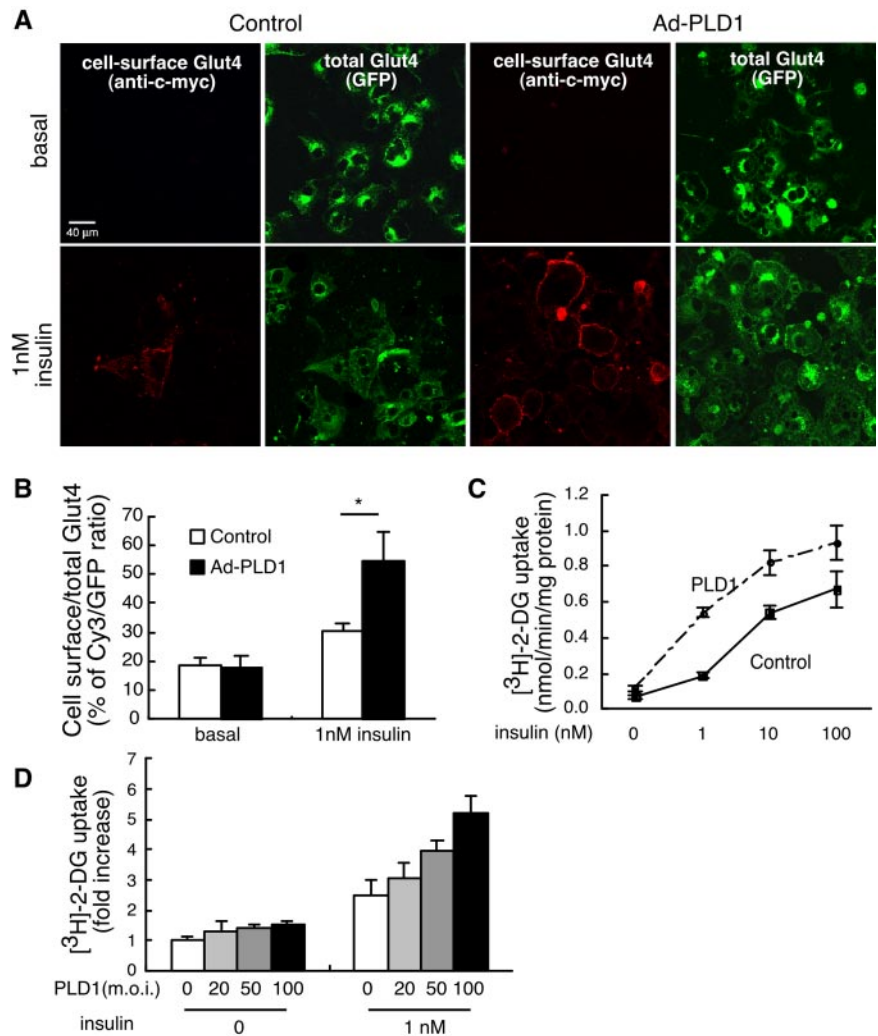 A
Control
Ad-PLD1
cell-surface Glut4
(anti-c-myc)
total Glut4
(GFP)
cell-surface Glut4
(anti-c-myc)
total Glut4
(GFP)
basal
40 μm
1nM
insulin
B
Cell surface/total Glut4
(% of Cy3/GFP ratio)
70
60
50
40
30
20
10
0
Control
Ad-PLD1
*
basal
1nM insulin
C
[³H]-2-DG uptake
(nmol/min/mg protein)
1.2
1.0
0.8
0.6
0.4
0.2
0.0
PLD1
Control
insulin (nM) 0 1 10 100
D
[³H]-2-DG uptake
(fold increase)
7
6
5
4
3
2
1
0
PLD1(m.o.i.) 0 20 50 100 0 20 50 100
insulin 0 1 nM